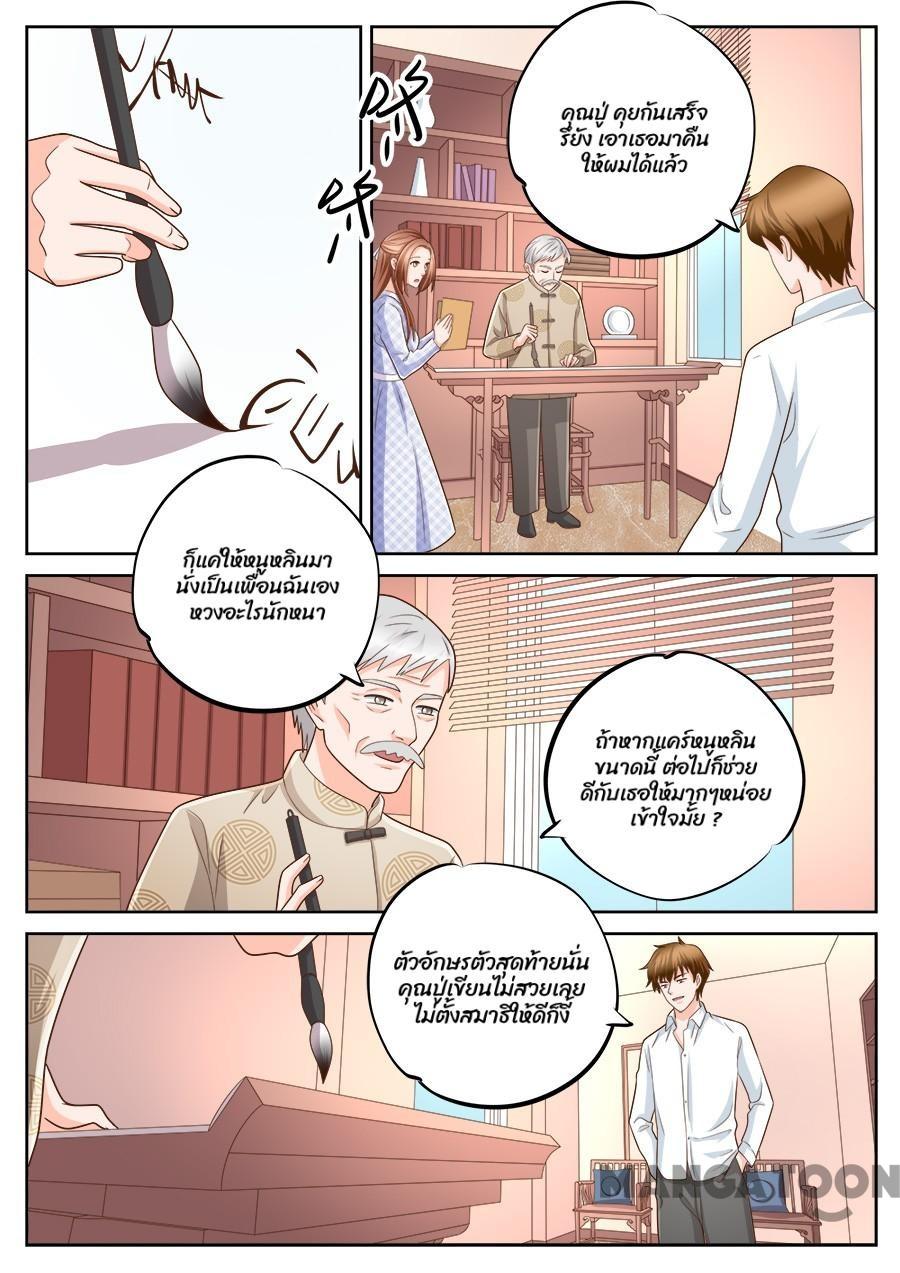 咚
咚
คุณปู่ คุยกันเสร็จ
รึยัง เอาเธอมาคืน
ให้ผมได้แล้ว
ก็แค่ให้หนูหลินมา
นั่งเป็นเพื่อนฉันเอง
หวงอะไรนักหนา
ถ้าหากแคร์หนูหลิน
ขนาดนี้ ต่อไปก็ช่วย
ดีกับเธอให้มากๆหน่อย
เข้าใจมั้ย ?
ตัวอักษรตัวสุดท้ายนั่น
คุณปู่เขียนไม่สวยเลย
ไม่ตั้งสมาธิให้ดีก็งี้
MANGATOON